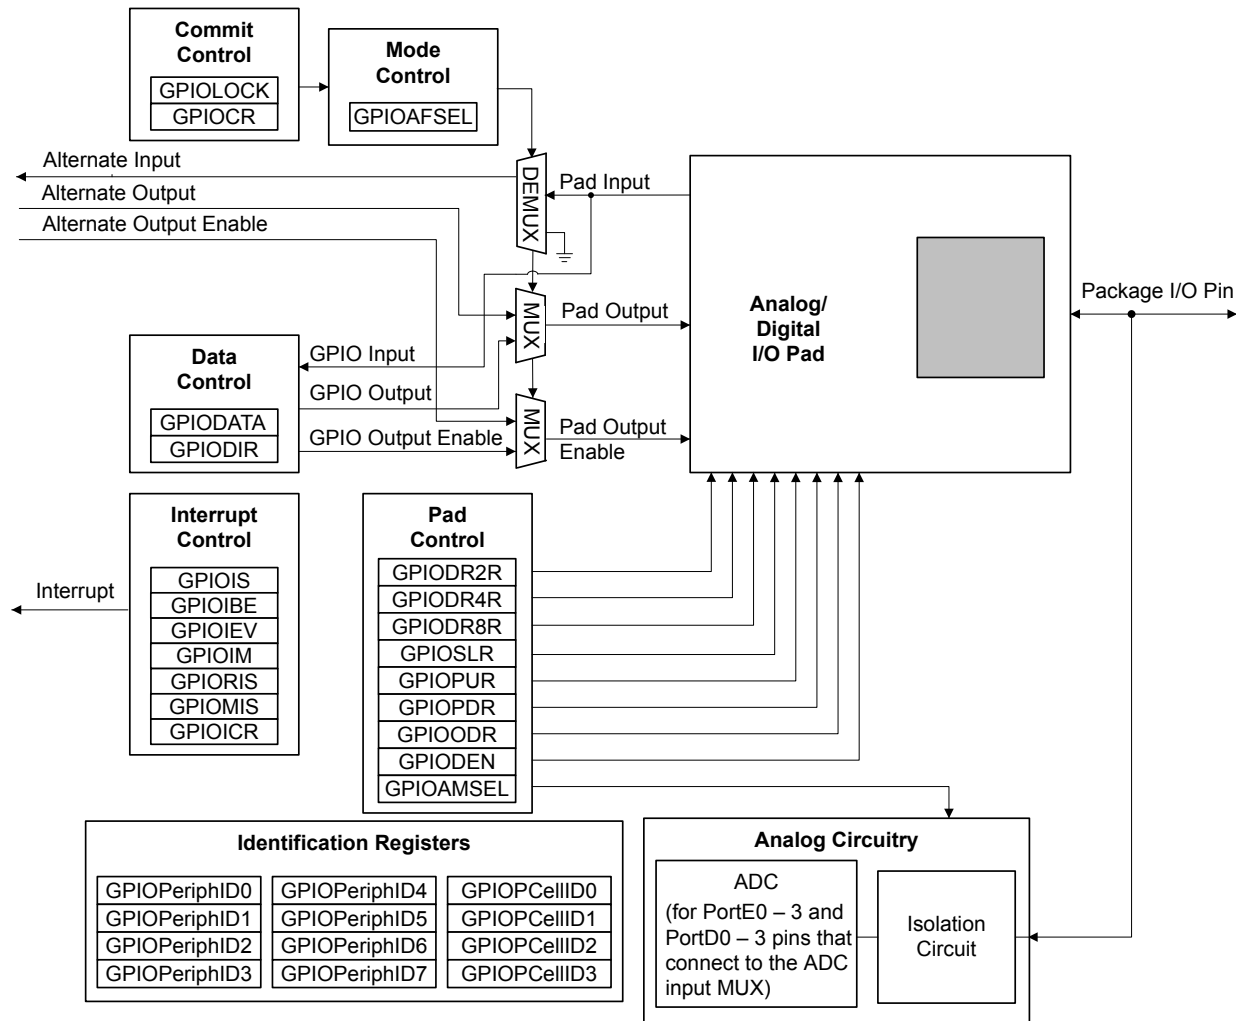 Commit
Control
GPIOLOCK
GPIOCR
Mode
Control
GPIOAFSEL
Alternate Input
Alternate Output
Alternate Output Enable
DEMUX
Pad Input
MUX
Pad Output
MUX
Pad Output
Enable
Analog/
Digital
I/O Pad
Package I/O Pin
Data
Control
GPIODATA
GPIODIR
GPIO Input
GPIO Output
GPIO Output Enable
Interrupt
Control
GPIOIS
GPIOIBE
GPIOIEV
GPIOIM
GPIORIS
GPIOMIS
GPIOICR
Interrupt
Pad
Control
GPIODR2R
GPIODR4R
GPIODR8R
GPIOSLR
GPIOPUR
GPIOPDR
GPIOODR
GPIODEN
GPIOAMSEL
Identification Registers
GPIOPeriphID0
GPIOPeriphID1
GPIOPeriphID2
GPIOPeriphID3
GPIOPeriphID4
GPIOPeriphID5
GPIOPeriphID6
GPIOPeriphID7
GPIOPCellID0
GPIOPCellID1
GPIOPCellID2
GPIOPCellID3
Analog Circuitry
ADC
(for PortE0 – 3 and
PortD0 – 3 pins that
connect to the ADC
input MUX)
Isolation
Circuit